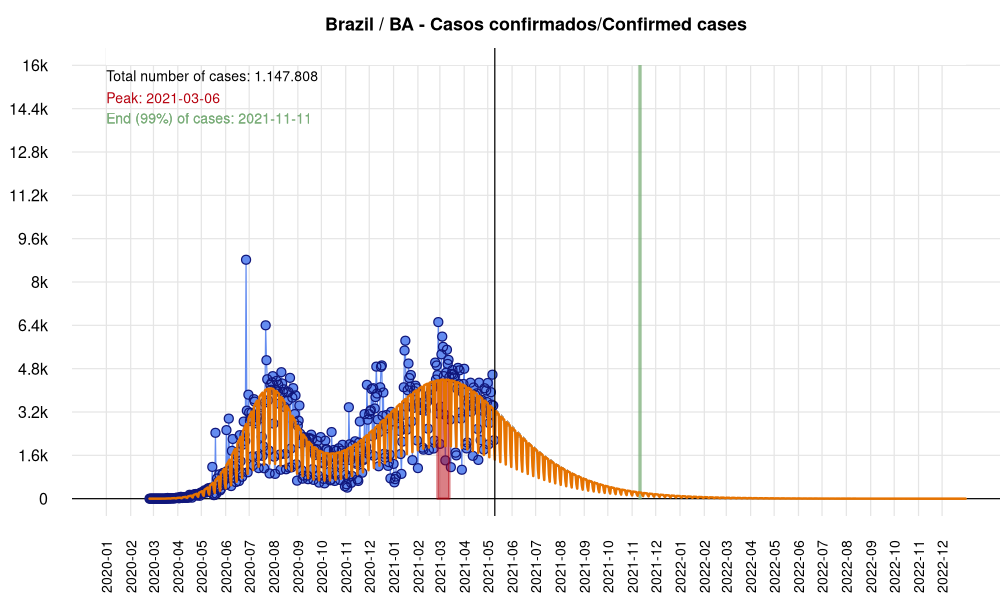 Brazil / BA - Casos confirmados/Confirmed cases
Total number of cases: 1.147.808
Peak: 2021-03-06
End (99%) of cases: 2021-11-11
16k
14.4k
12.8k
11.2k
9.6k
8k
6.4k
4.8k
3.2k
1.6k
0
2020-01
2020-02
2020-03
2020-04
2020-05
2020-06
2020-07
2020-08
2020-09
2020-10
2020-11
2020-12
2021-01
2021-02
2021-03
2021-04
2021-05
2021-06
2021-07
2021-08
2021-09
2021-10
2021-11
2021-12
2022-01
2022-02
2022-03
2022-04
2022-05
2022-06
2022-07
2022-08
2022-09
2022-10
2022-11
2022-12